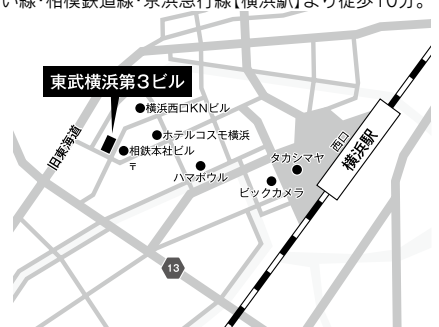 い線・相模鉄道線・京浜急行線【横浜駅】より徒歩10分。
東武横浜第3ビル
横浜西口KNビル
ホテルコスモ横浜
相鉄本社ビル
〒
旧東海道
ハマボウル
タカシマヤ
ビックカメラ
西口
横浜駅
13